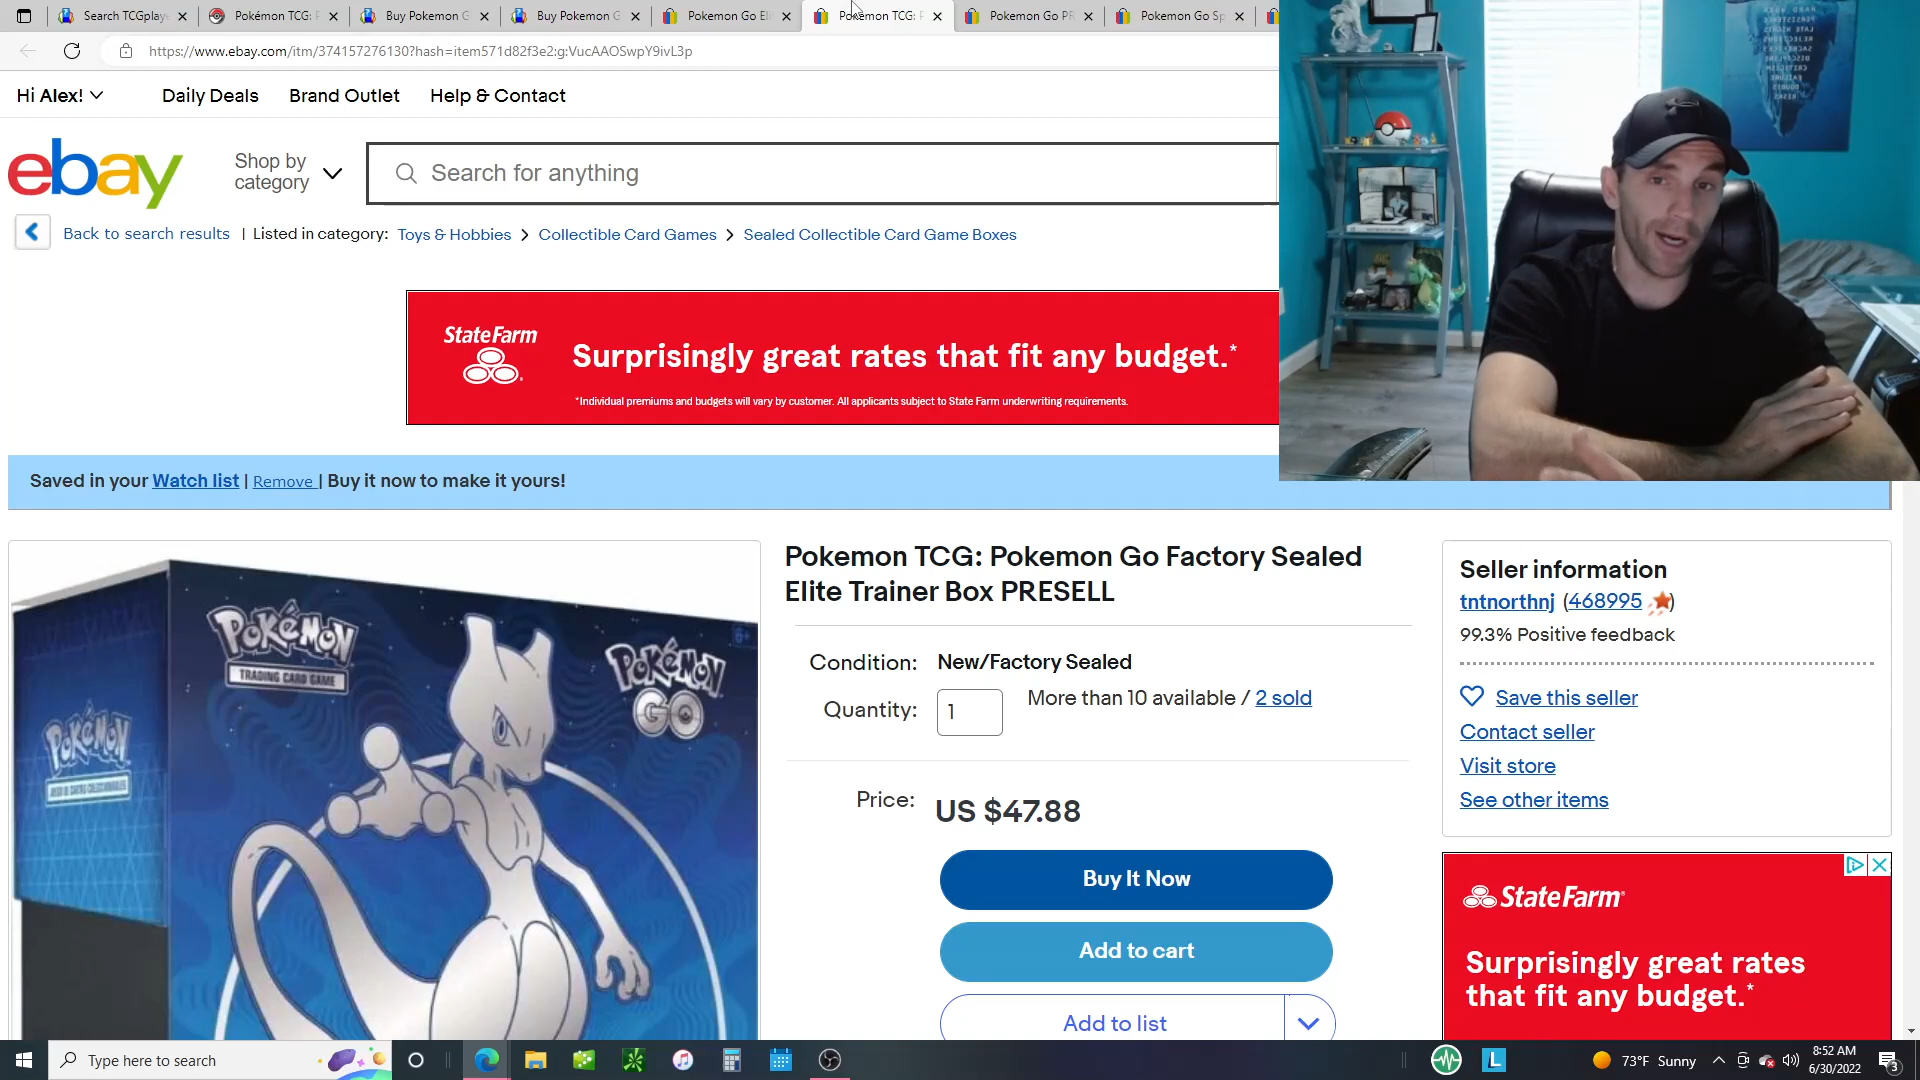 Search TCGplay
Pokémon TCG: P
Buy Pokemon G
Buy Pokemon G
Pokemon Go El
Pokemon TCG: P
Pokemon Go PR
Pokemon Go Sp
https://www.ebay.com/itm/374157276130?hash=item571d82f3e2:g:VucAAOSwpY9ivL3p
Hi Alex!
Daily Deals
Brand Outlet
Help & Contact
ebay
Shop by
category
Search for anything
Back to search results | Listed in category: Toys & Hobbies > Collectible Card Games > Sealed Collectible Card Game Boxes
StateFarm
Surprisingly great rates that fit any budget.*
*Individual premiums and budgets will vary by customer. All applicants subject to State Farm underwriting requirements.
Saved in your Watch list | Remove | Buy it now to make it yours!
POKéMON
TRADING CARD GAME
POKéMON
GO
6+
POKéMON
Pokemon TCG: Pokemon Go Factory Sealed
Elite Trainer Box PRESELL
Condition: New/Factory Sealed
Quantity: 1 More than 10 available / 2 sold
Price: US $47.88
Buy It Now
Add to cart
Add to list
Seller information
tntnorthnj (468995)
99.3% Positive feedback
Save this seller
Contact seller
Visit store
See other items
StateFarm
Surprisingly great rates
that fit any budget.*
Type here to search
L
73°F Sunny
8:52 AM
6/30/2022
3